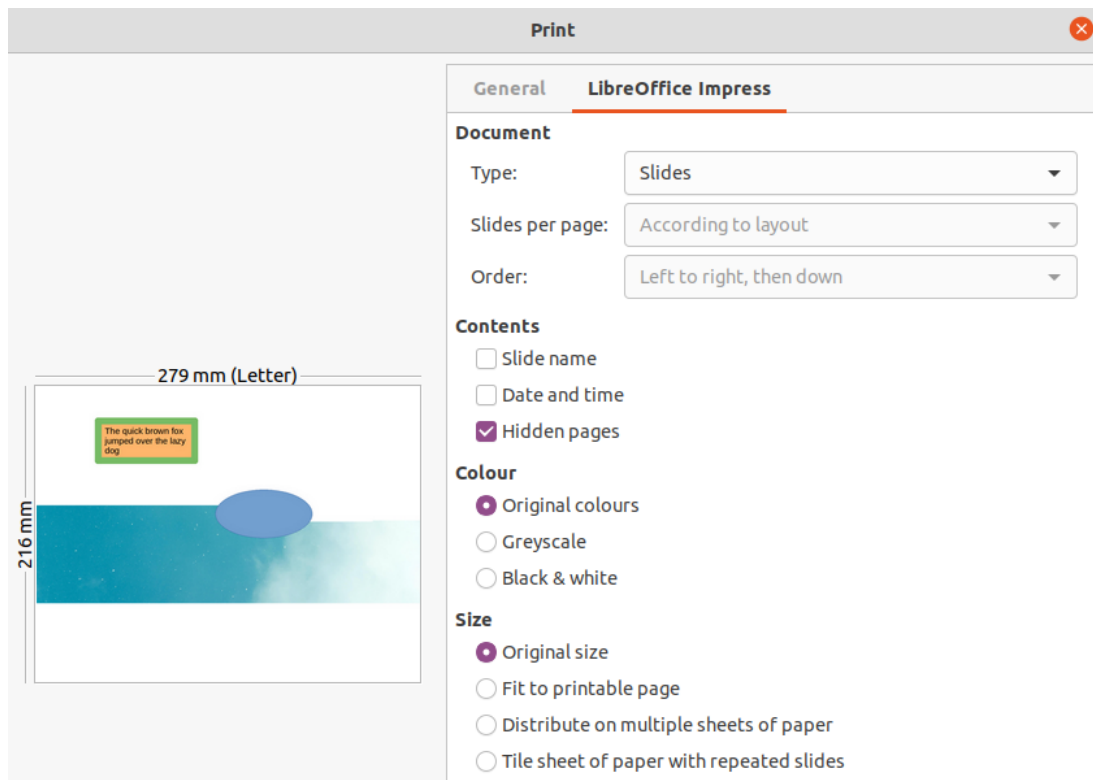 Print
General
LibreOffice Impress
Document
Type:
Slides
Slides per page:
According to layout
Order:
Left to right, then down
Contents
Slide name
Date and time
Hidden pages
Colour
Original colours
Greyscale
Black & white
Size
Original size
Fit to printable page
Distribute on multiple sheets of paper
Tile sheet of paper with repeated slides
279 mm (Letter)
216 mm
The quick brown fox
jumped over the lazy
dog